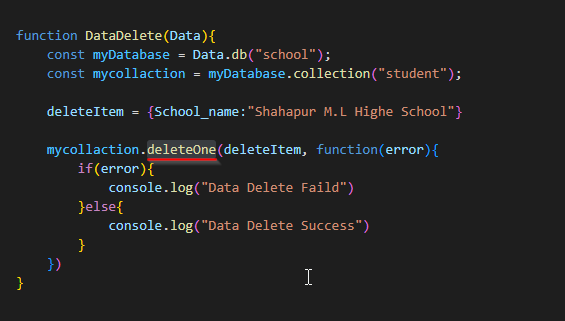 function DataDelete(Data){
const myDatabase = Data.db("school");
const mycollaction = myDatabase.collection("student");
deleteItem = {School_name:"Shahapur M.L Highe School"}
mycollaction.deleteOne(deleteItem, function(error){
if(error){
console.log("Data Delete Faild")
}else{
console.log("Data Delete Success")
}
})
}